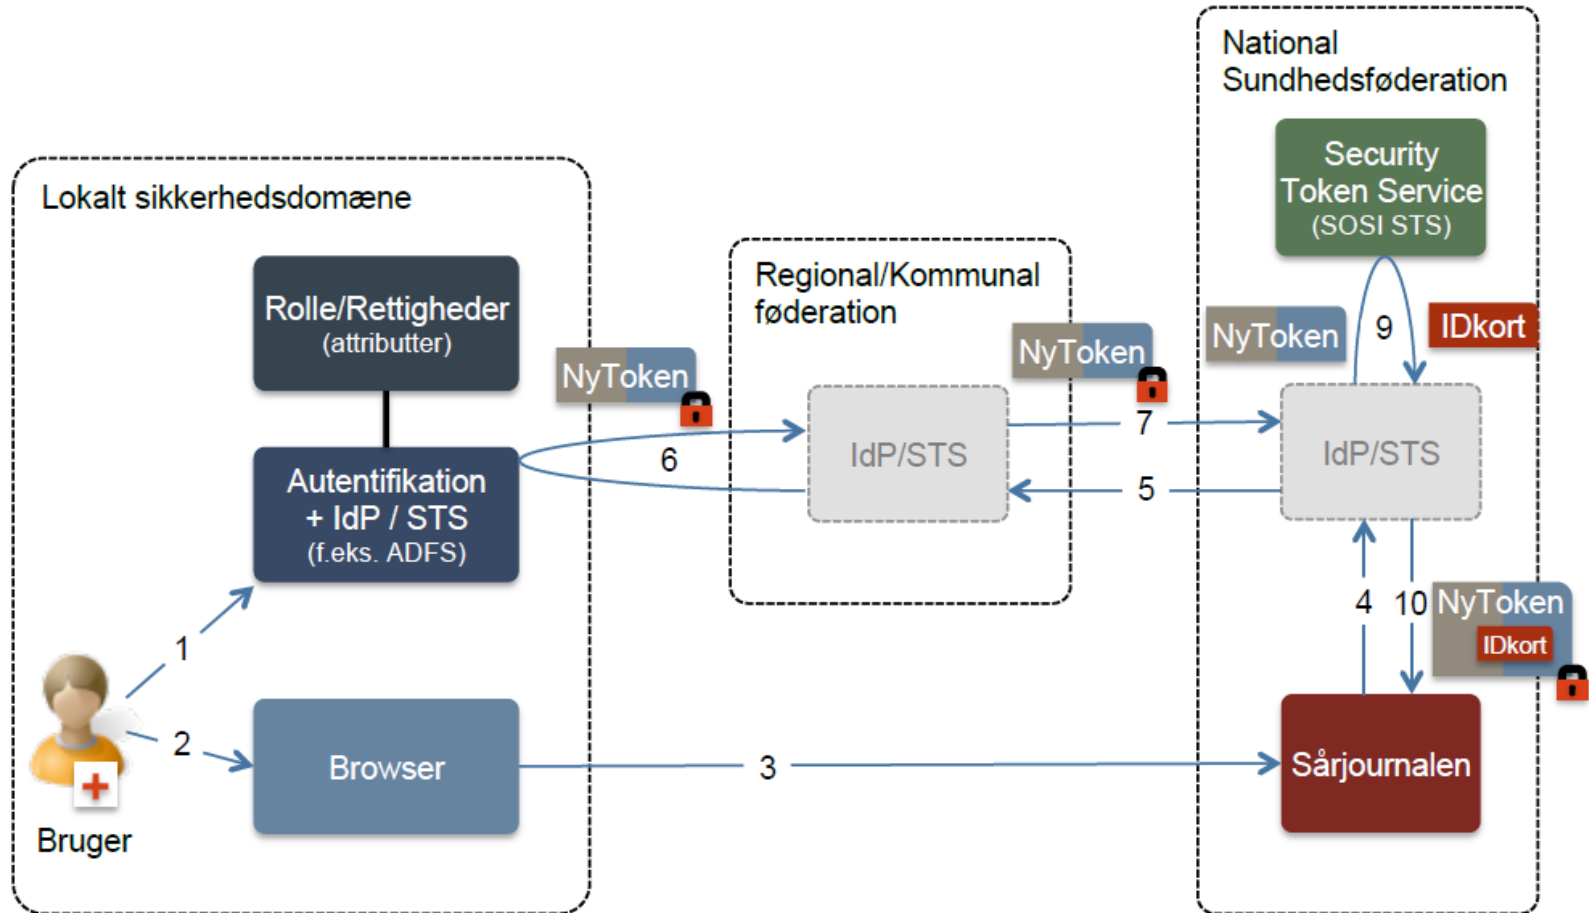 National
Sundhedsføderation
Security
Token Service
(SOSI STS)
Lokalt sikkerhedsdomæne
Rolle/Rettigheder
(attributter)
Regional/Kommunal
føderation
NyToken
NyToken
NyToken
9
IDkort
Autentifikation
+ IdP / STS
(f.eks. ADFS)
6
IdP/STS
7
5
IdP/STS
1
2
Bruger
Browser
3
4
10
NyToken
IDkort
Sårjournalen